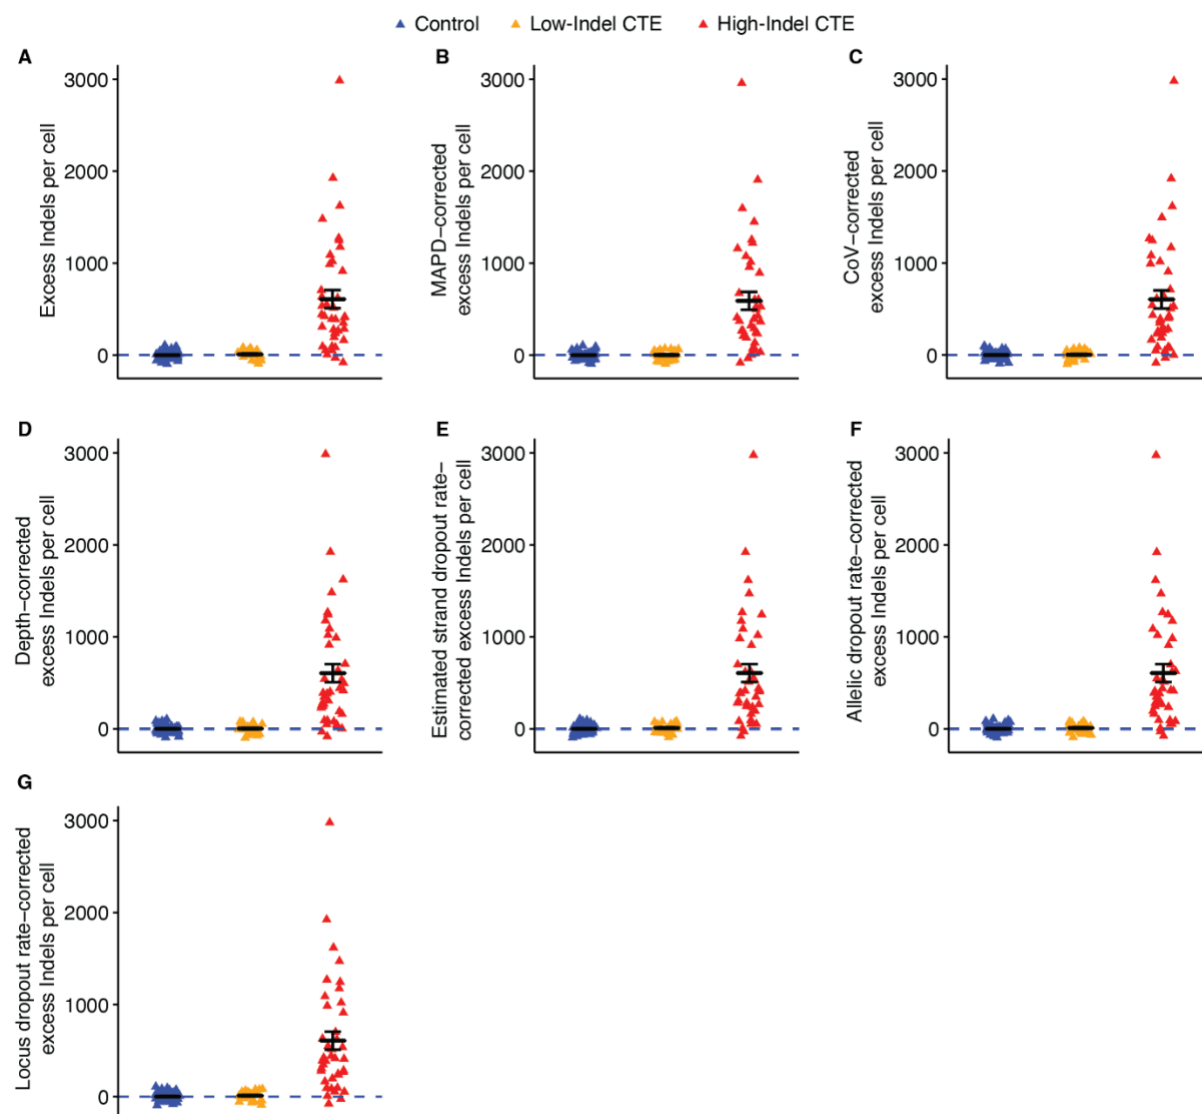 Control Low-Indel CTE High-Indel CTE
A
Excess Indels per cell
3000
2000
1000
0
B
MAPD−corrected
excess Indels per cell
3000
2000
1000
0
C
CoV−corrected
excess Indels per cell
3000
2000
1000
0
D
Depth−corrected
excess Indels per cell
3000
2000
1000
0
E
Estimated strand dropout rate−
corrected excess Indels per cell
3000
2000
1000
0
F
Allelic dropout rate−corrected
excess Indels per cell
3000
2000
1000
0
G
Locus dropout rate−corrected
excess Indels per cell
3000
2000
1000
0